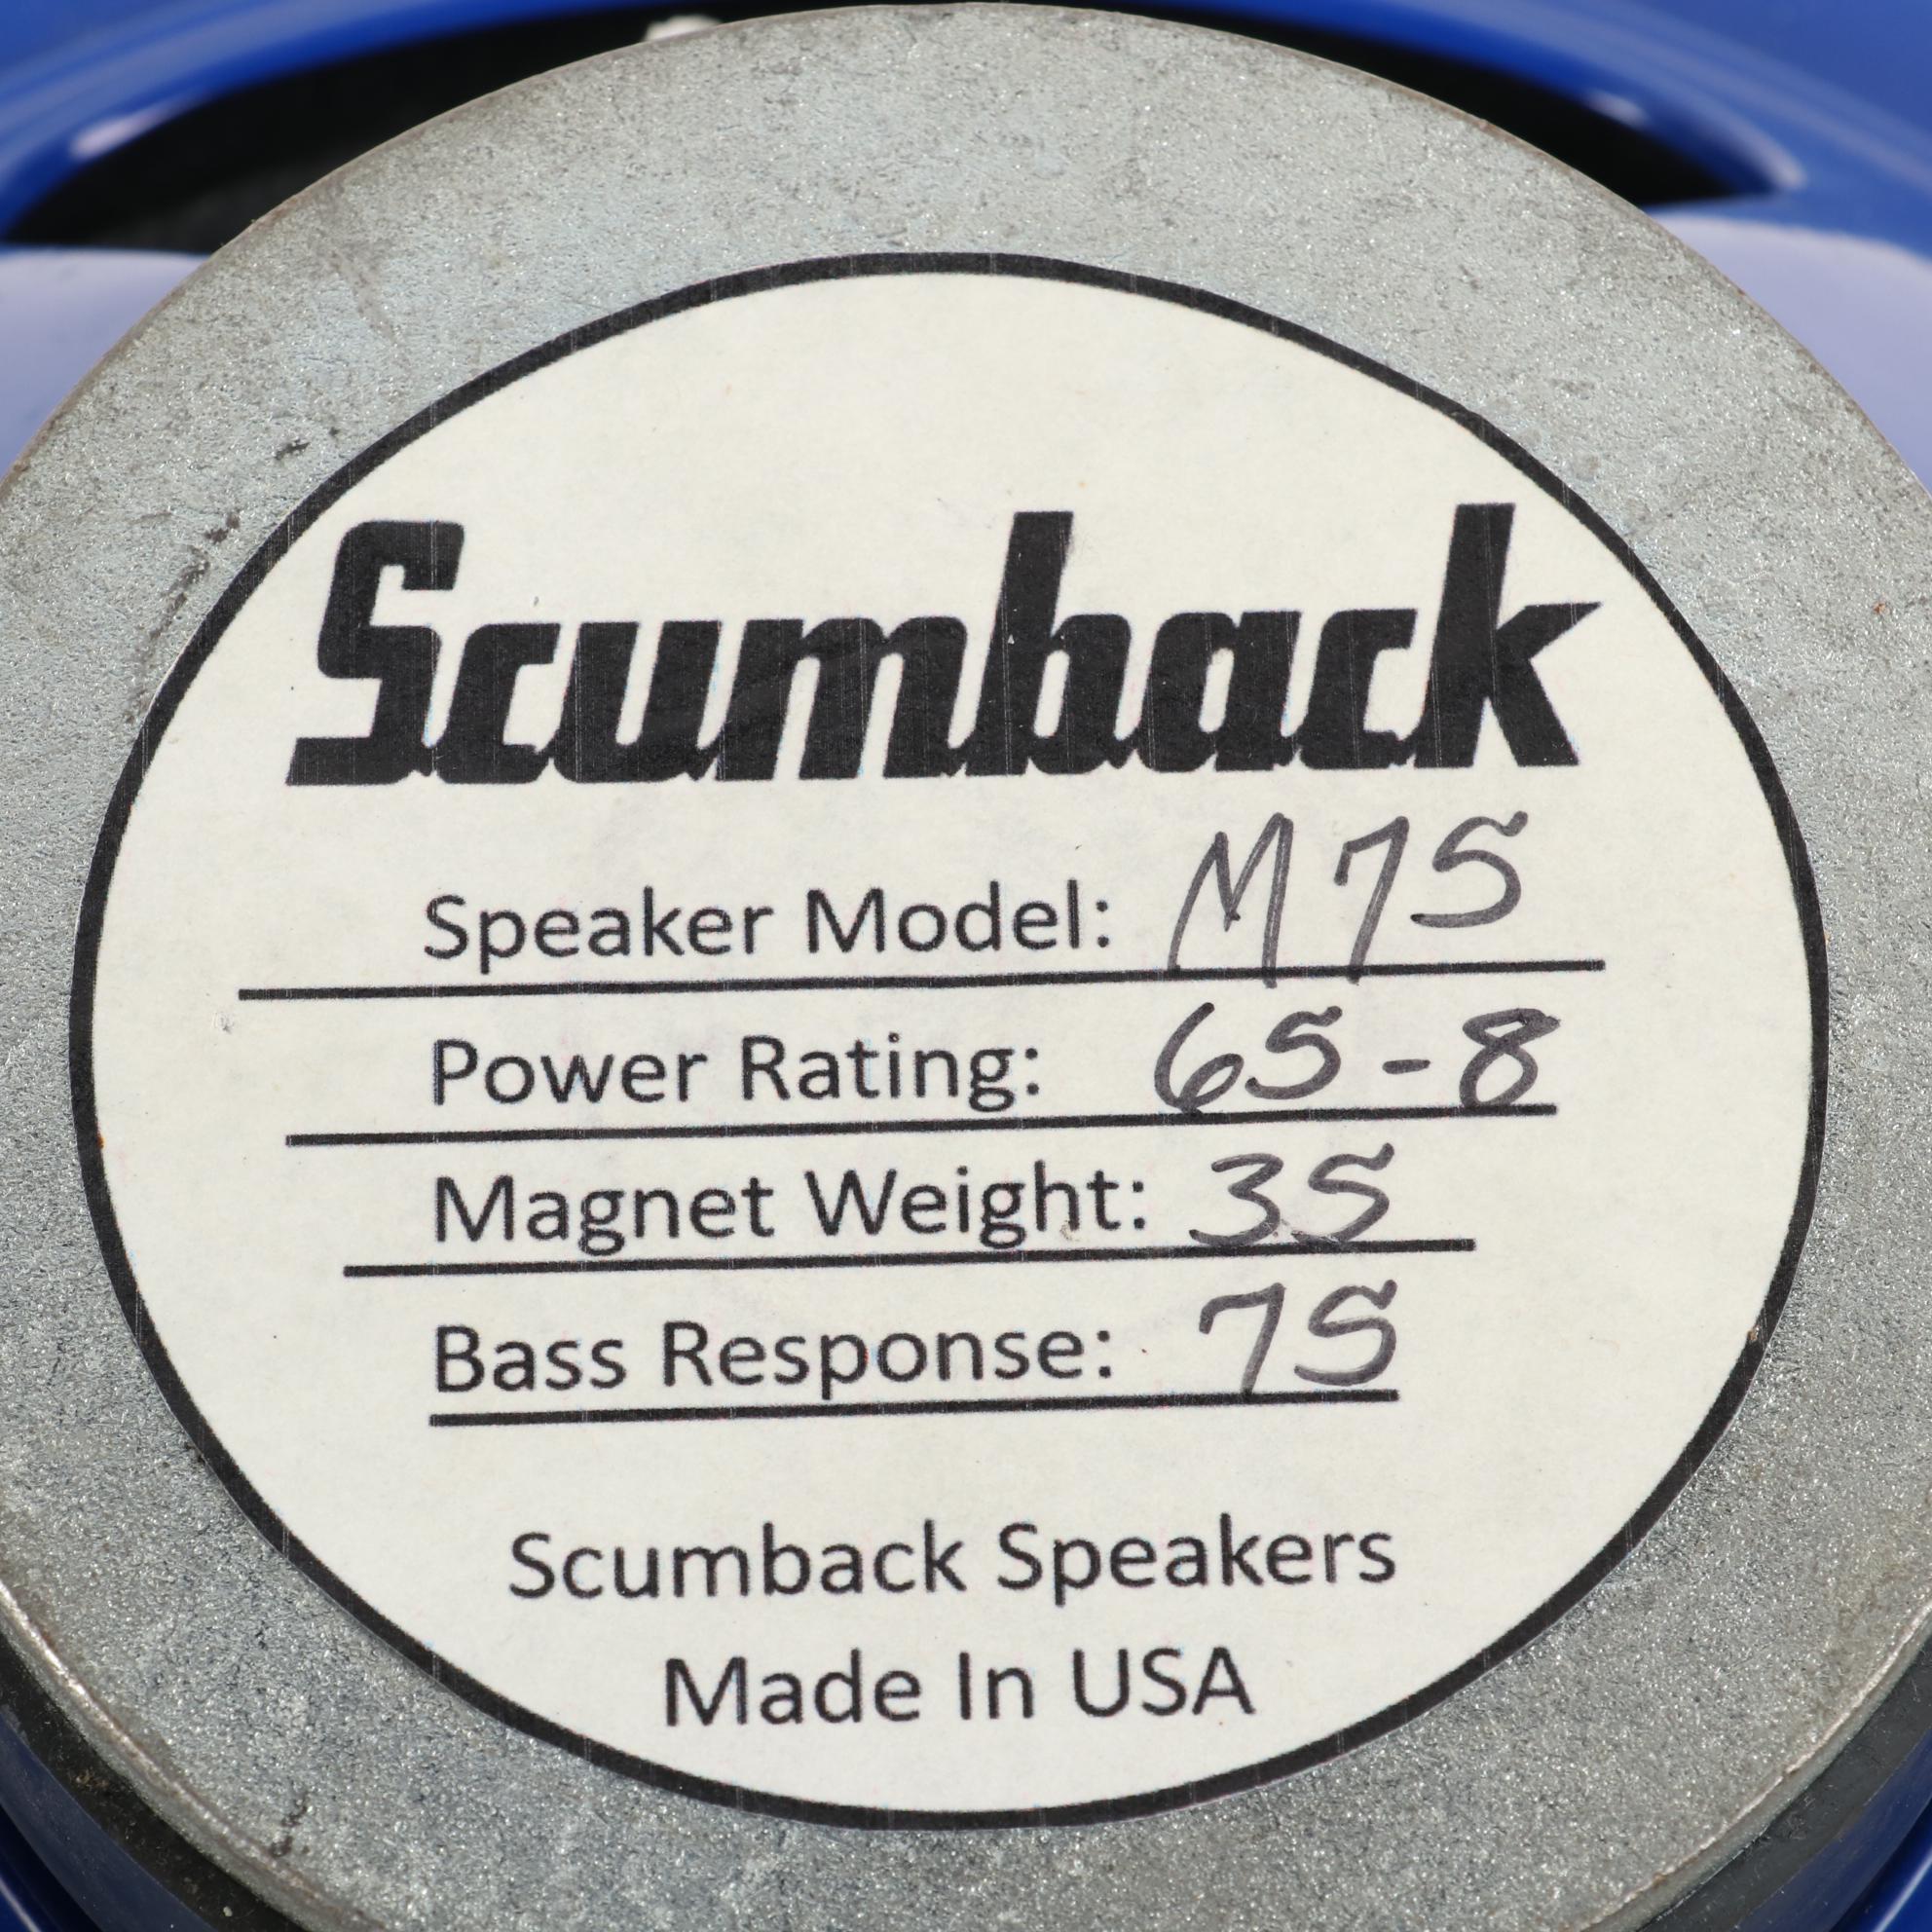 Scumback
Speaker Model: M75
Power Rating: 65-8
Magnet Weight: 35
Bass Response: 75
Scumback Speakers
Made In USA